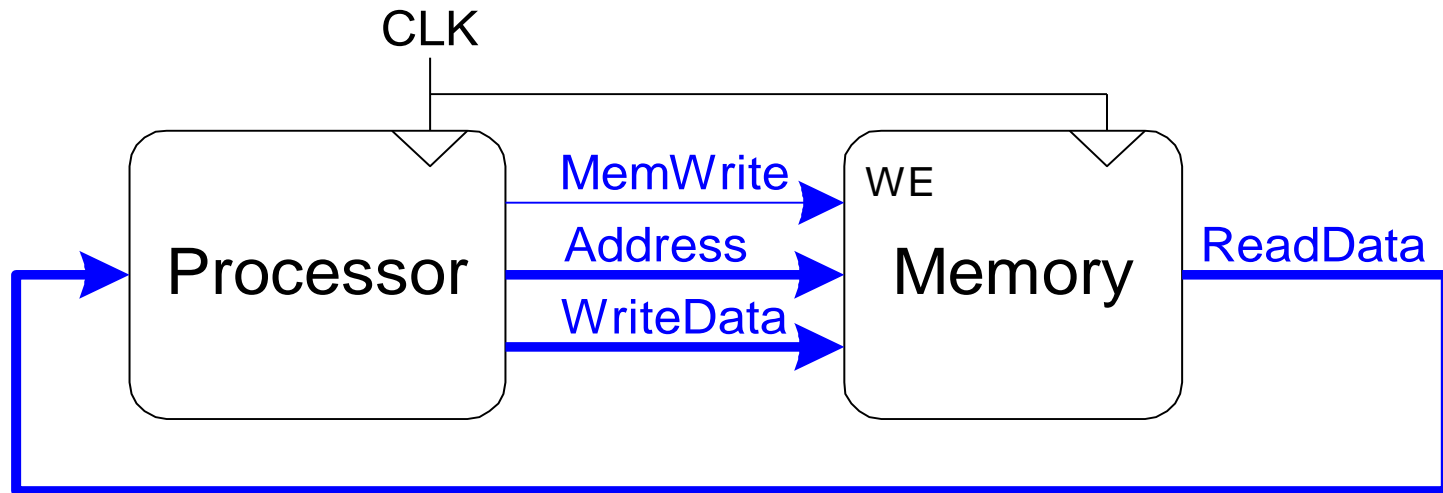 CLK
MemWrite
WE
Address
Processor
Memory
ReadData
WriteData